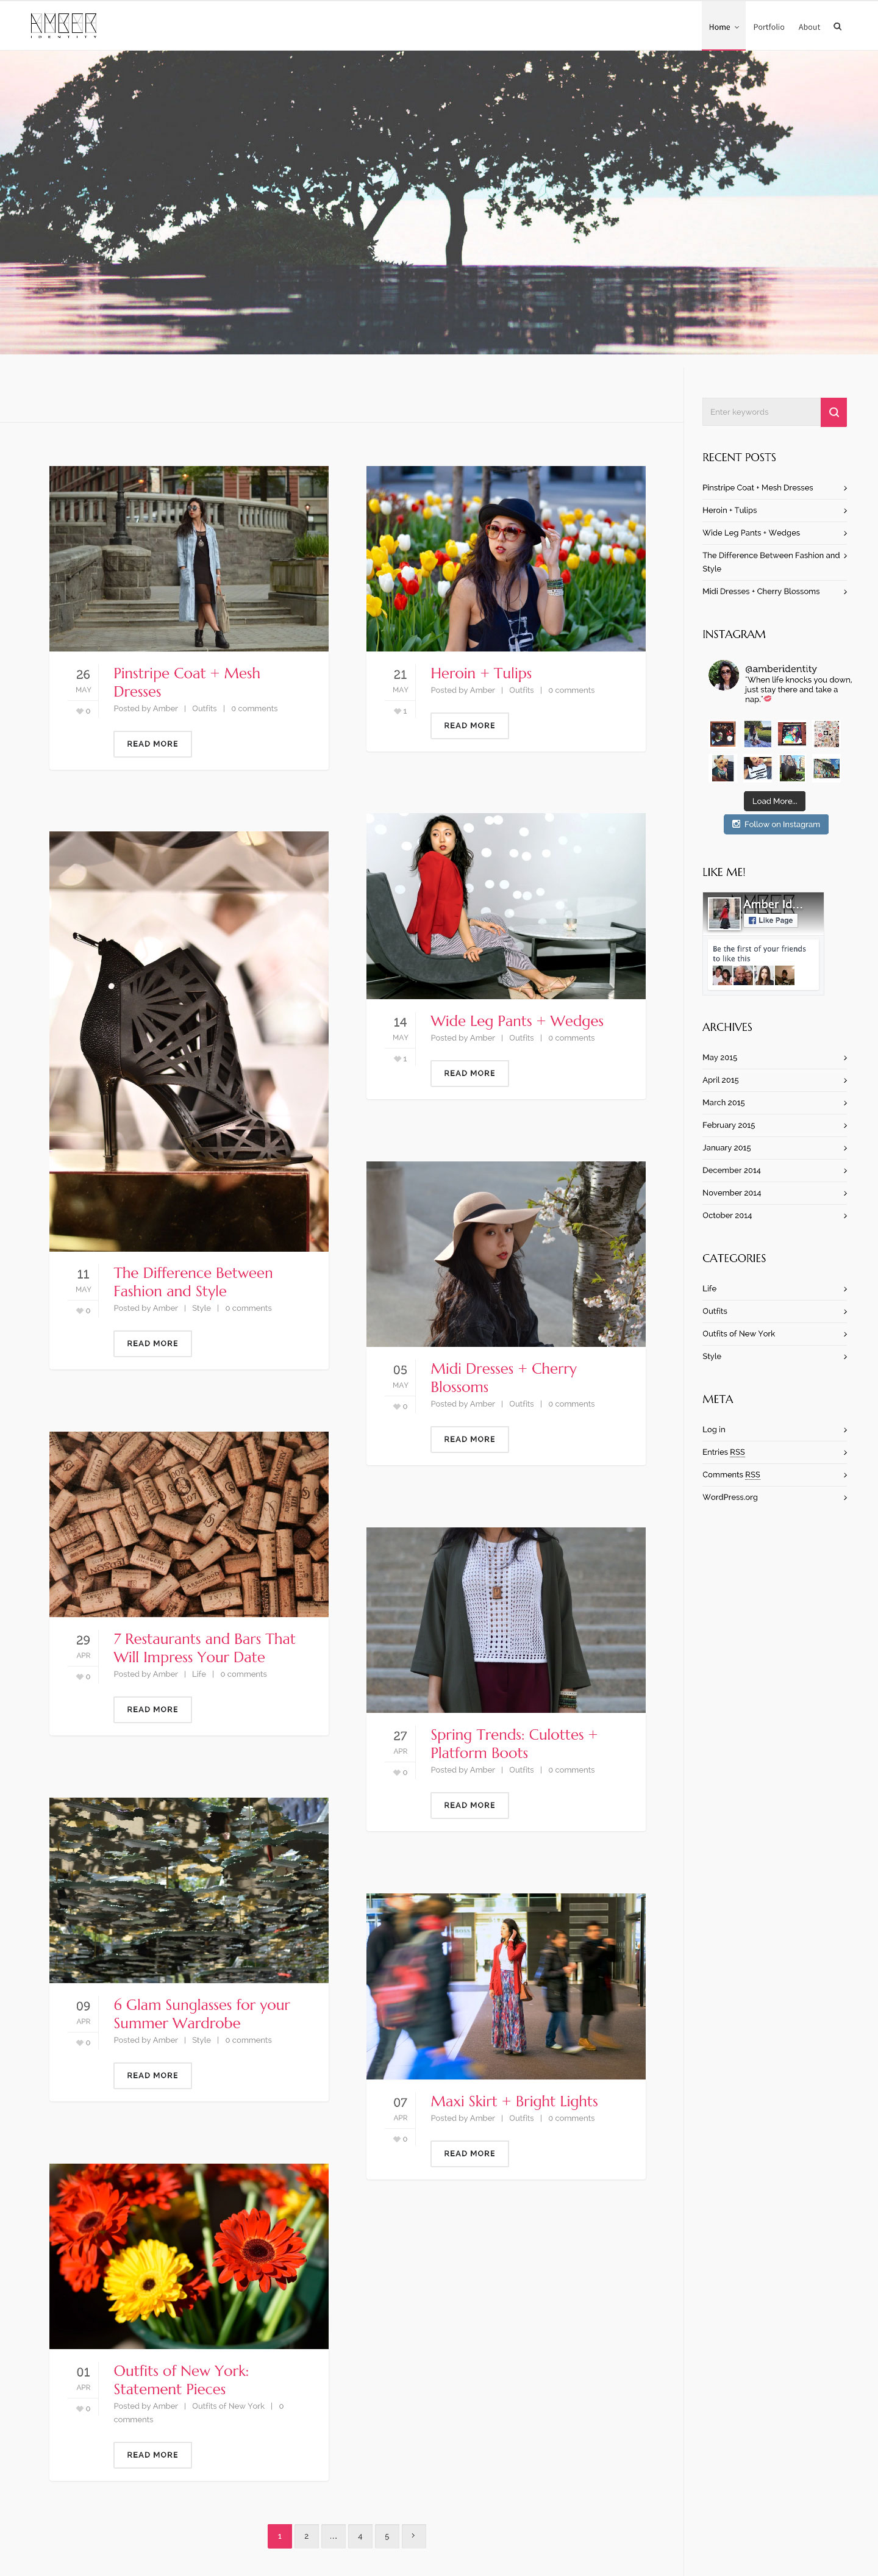 AMBER
IDENTITY
Home
Portfolio
About
Enter keywords
RECENT POSTS
Pinstripe Coat + Mesh Dresses
Heroin + Tulips
Wide Leg Pants + Wedges
The Difference Between Fashion and
Style
Midi Dresses + Cherry Blossoms
INSTAGRAM
@amberidentity
"When life knocks you down,
just stay there and take a
nap."
Load More...
Follow on Instagram
LIKE ME!
Amber Id...
Like Page
Be the first of your friends
to like this
ARCHIVES
May 2015
April 2015
March 2015
February 2015
January 2015
December 2014
November 2014
October 2014
CATEGORIES
Life
Outfits
Outfits of New York
Style
META
Log in
Entries RSS
Comments RSS
WordPress.org
26
MAY
0
Pinstripe Coat + Mesh
Dresses
Posted by Amber | Outfits | 0 comments
READ MORE
21
MAY
1
Heroin + Tulips
Posted by Amber | Outfits | 0 comments
READ MORE
14
MAY
1
Wide Leg Pants + Wedges
Posted by Amber | Outfits | 0 comments
READ MORE
11
MAY
0
The Difference Between
Fashion and Style
Posted by Amber | Style | 0 comments
READ MORE
05
MAY
0
Midi Dresses + Cherry
Blossoms
Posted by Amber | Outfits | 0 comments
READ MORE
29
APR
0
7 Restaurants and Bars That
Will Impress Your Date
Posted by Amber | Life | 0 comments
READ MORE
27
APR
0
Spring Trends: Culottes +
Platform Boots
Posted by Amber | Outfits | 0 comments
READ MORE
09
APR
0
6 Glam Sunglasses for your
Summer Wardrobe
Posted by Amber | Style | 0 comments
READ MORE
07
APR
0
Maxi Skirt + Bright Lights
Posted by Amber | Outfits | 0 comments
READ MORE
01
APR
0
Outfits of New York:
Statement Pieces
Posted by Amber | Outfits of New York | 0
comments
READ MORE
1 2 ... 4 5